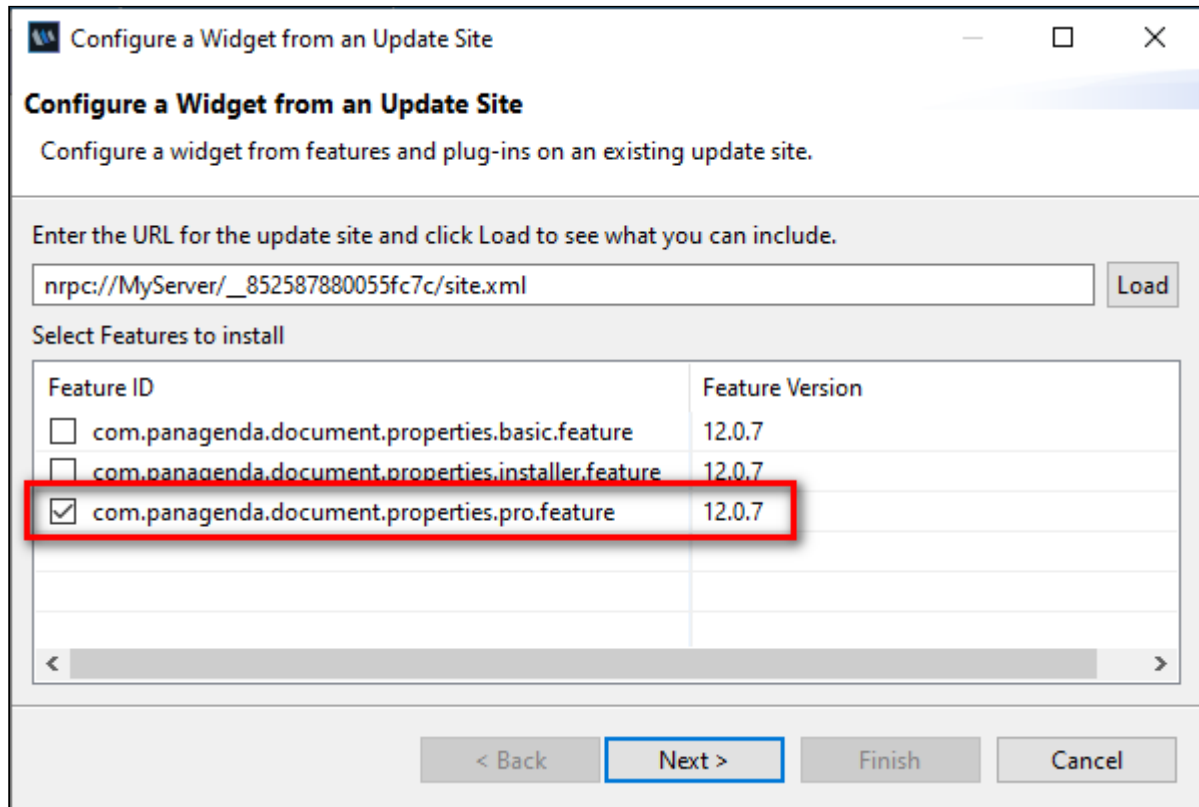 Configure a Widget from an Update Site
Configure a Widget from an Update Site
Configure a widget from features and plug-ins on an existing update site.
Enter the URL for the update site and click Load to see what you can include.
nrpc://MyServer/__852587880055fc7c/site.xml Load
Select Features to install
Feature ID Feature Version
com.panagenda.document.properties.basic.feature 12.0.7
com.panagenda.document.properties.installer.feature 12.0.7
com.panagenda.document.properties.pro.feature 12.0.7
< Back Next > Finish Cancel